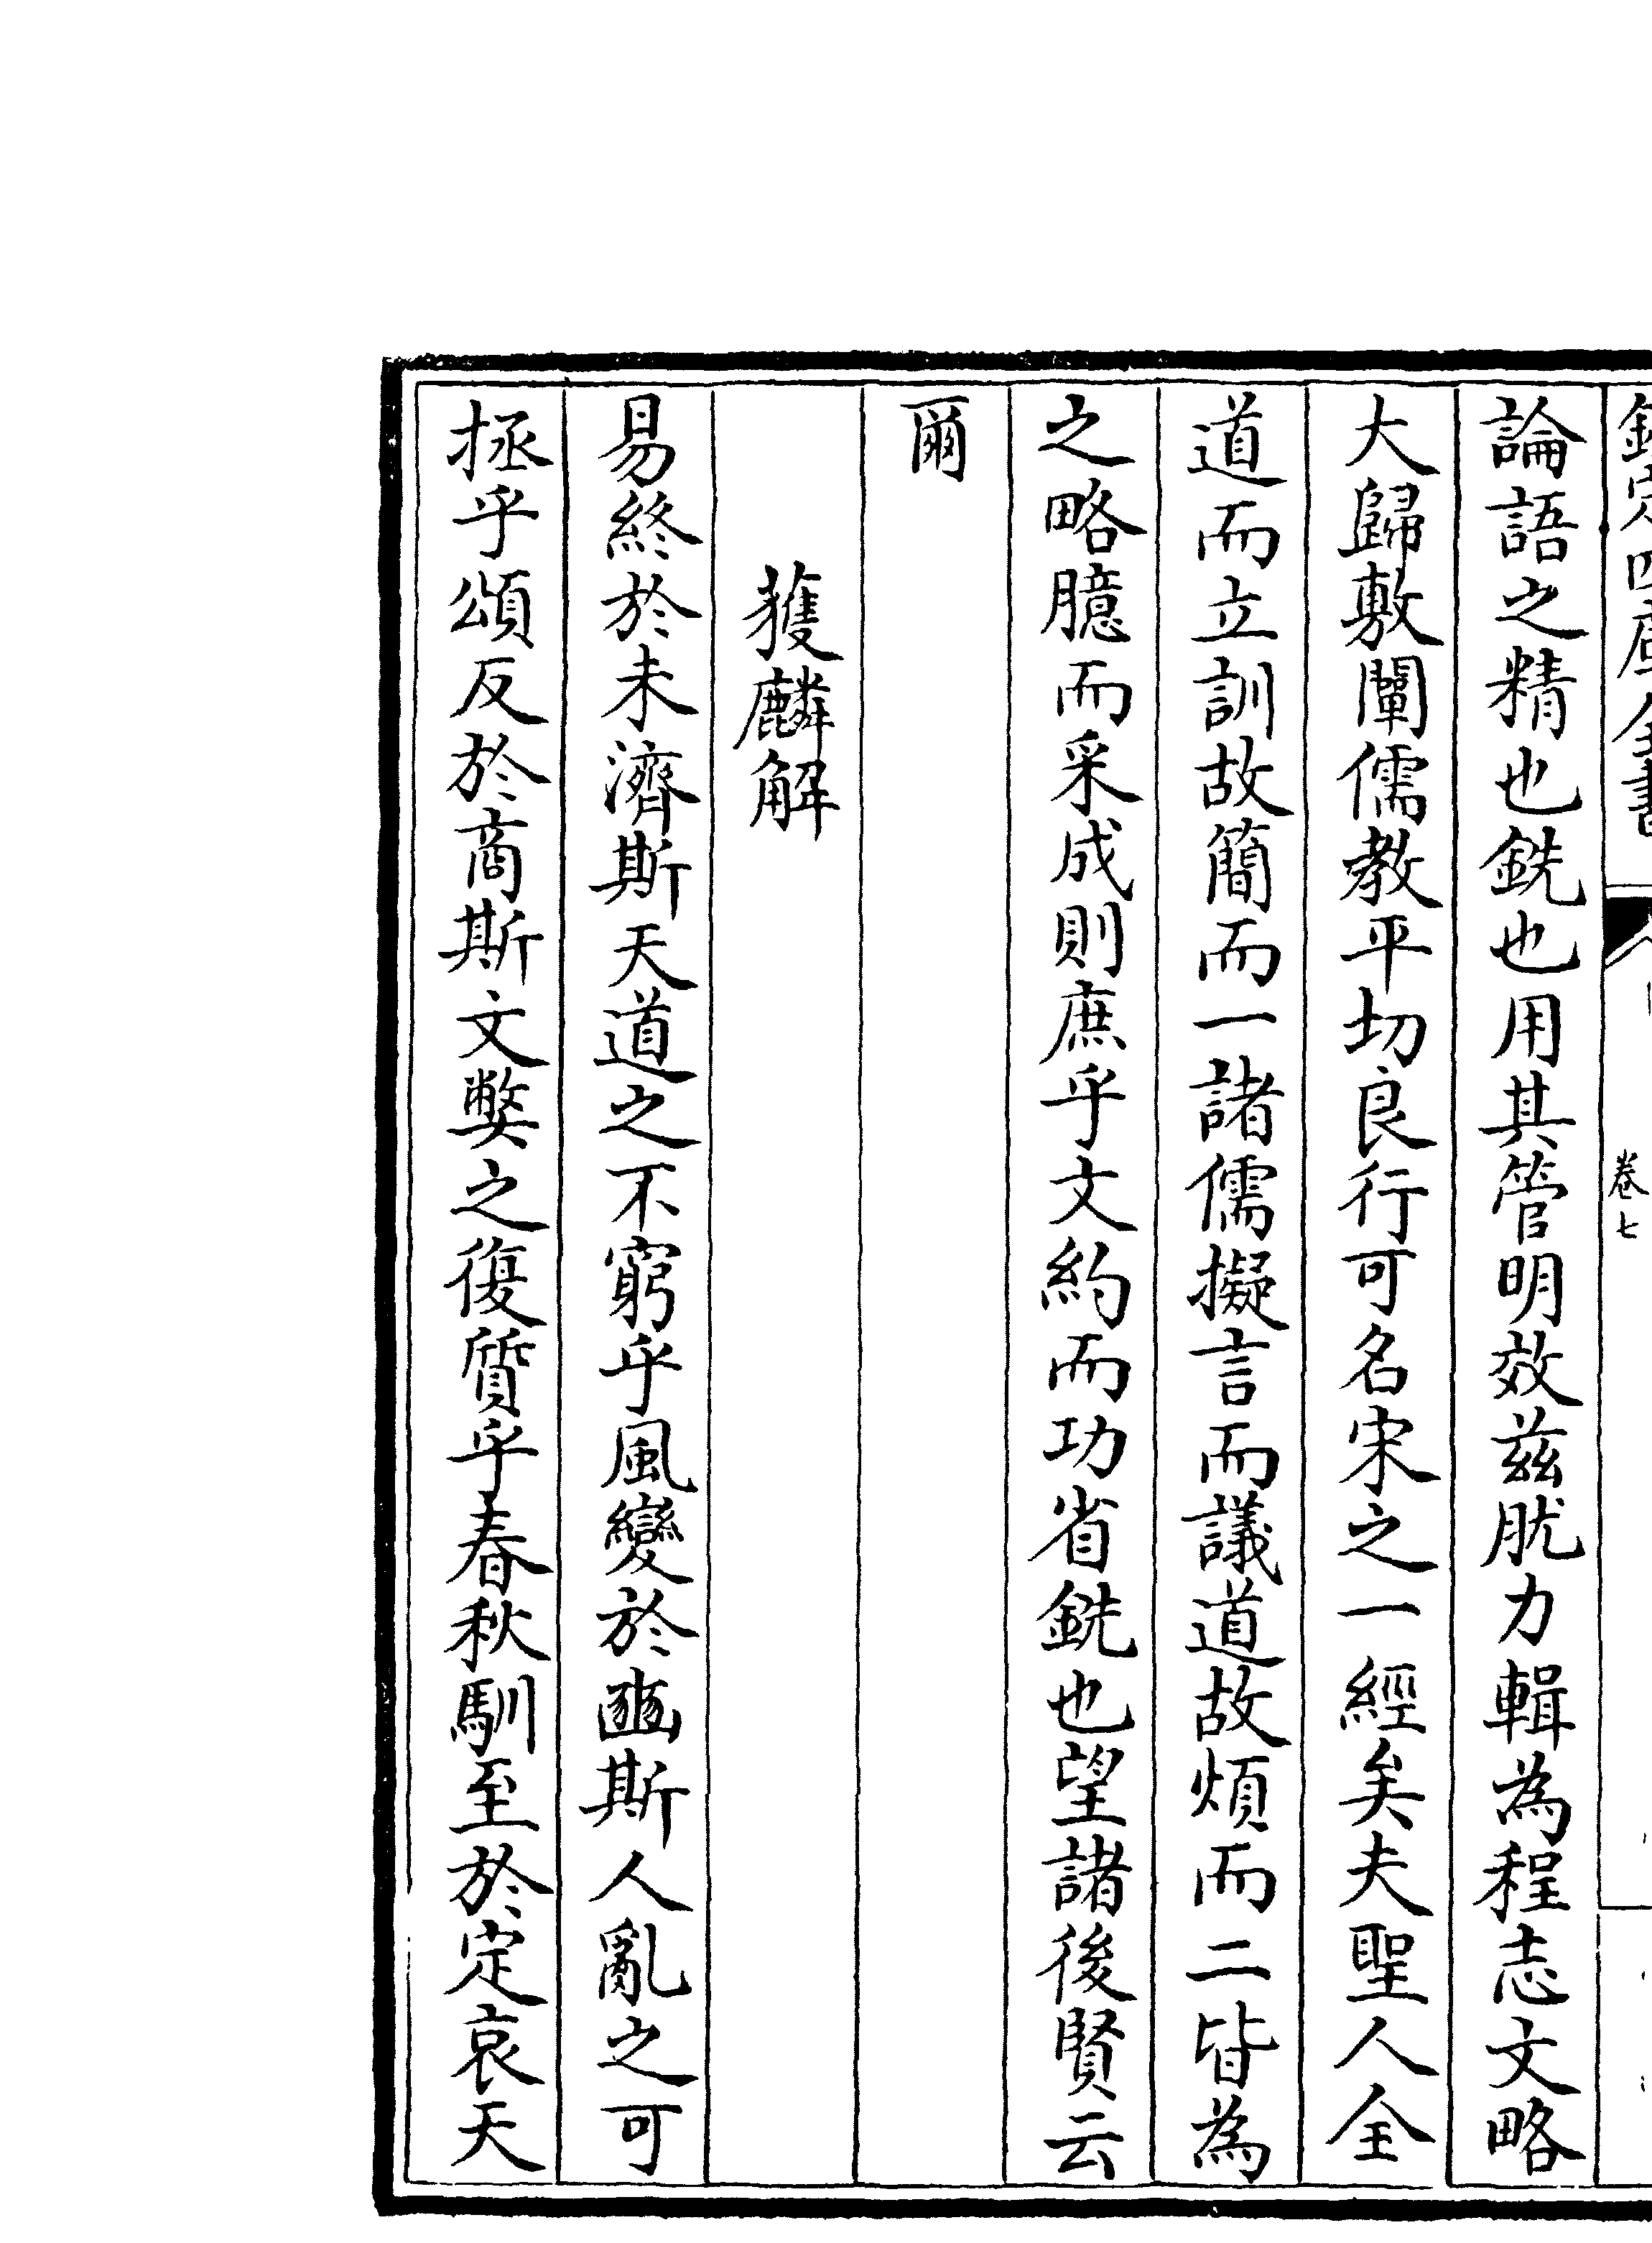 欽定四庫全書 卷七
論語之精也銑也用其管明效兹肬力輯為程志文略
大歸敷闡儒教平切良行可名宋之一經矣夫聖人全
道而立訓故簡而一諸儒擬言而議道故煩而二皆為
之略臆而采成則庶乎文約而功省銑也望諸後賢云
爾
獲麟解
易終於未濟斯天道之不窮乎風變於豳斯人亂之可
拯乎頌反於商斯文獘之復質乎春秋馴至於定哀天